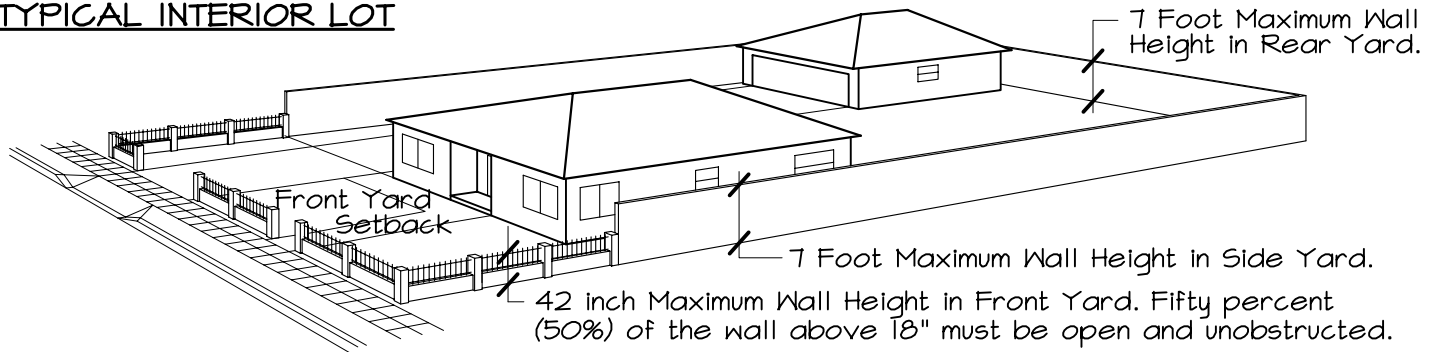 TYPICAL INTERIOR LOT
7 Foot Maximum Wall
Height in Rear Yard.
Front Yard
Setback
7 Foot Maximum Wall Height in Side Yard.
42 inch Maximum Wall Height in Front Yard. Fifty percent
(50%) of the wall above 18" must be open and unobstructed.